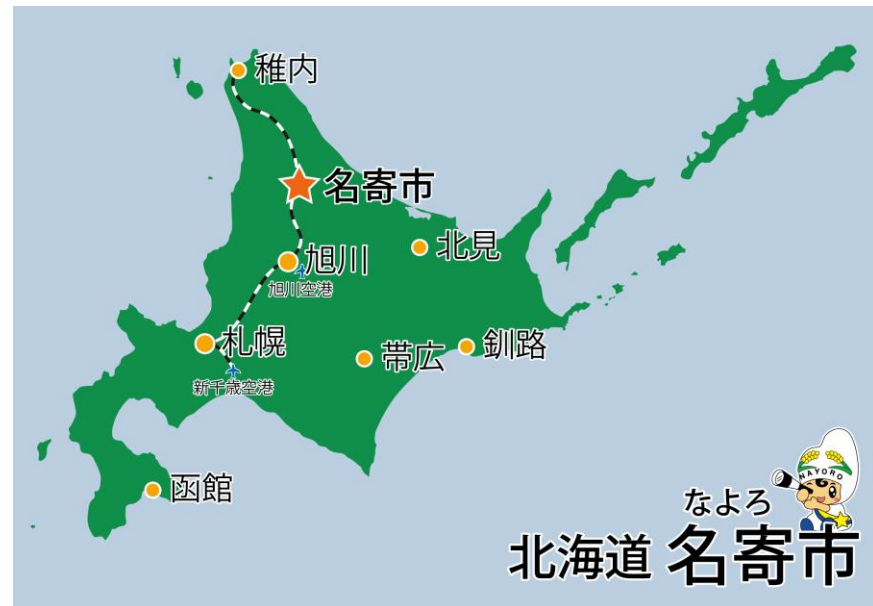 稚内
名寄市
北見
旭川
旭川空港
札幌
帯広
釧路
新千歳空港
函館
NAYORO
なよろ
北海道 名寄市